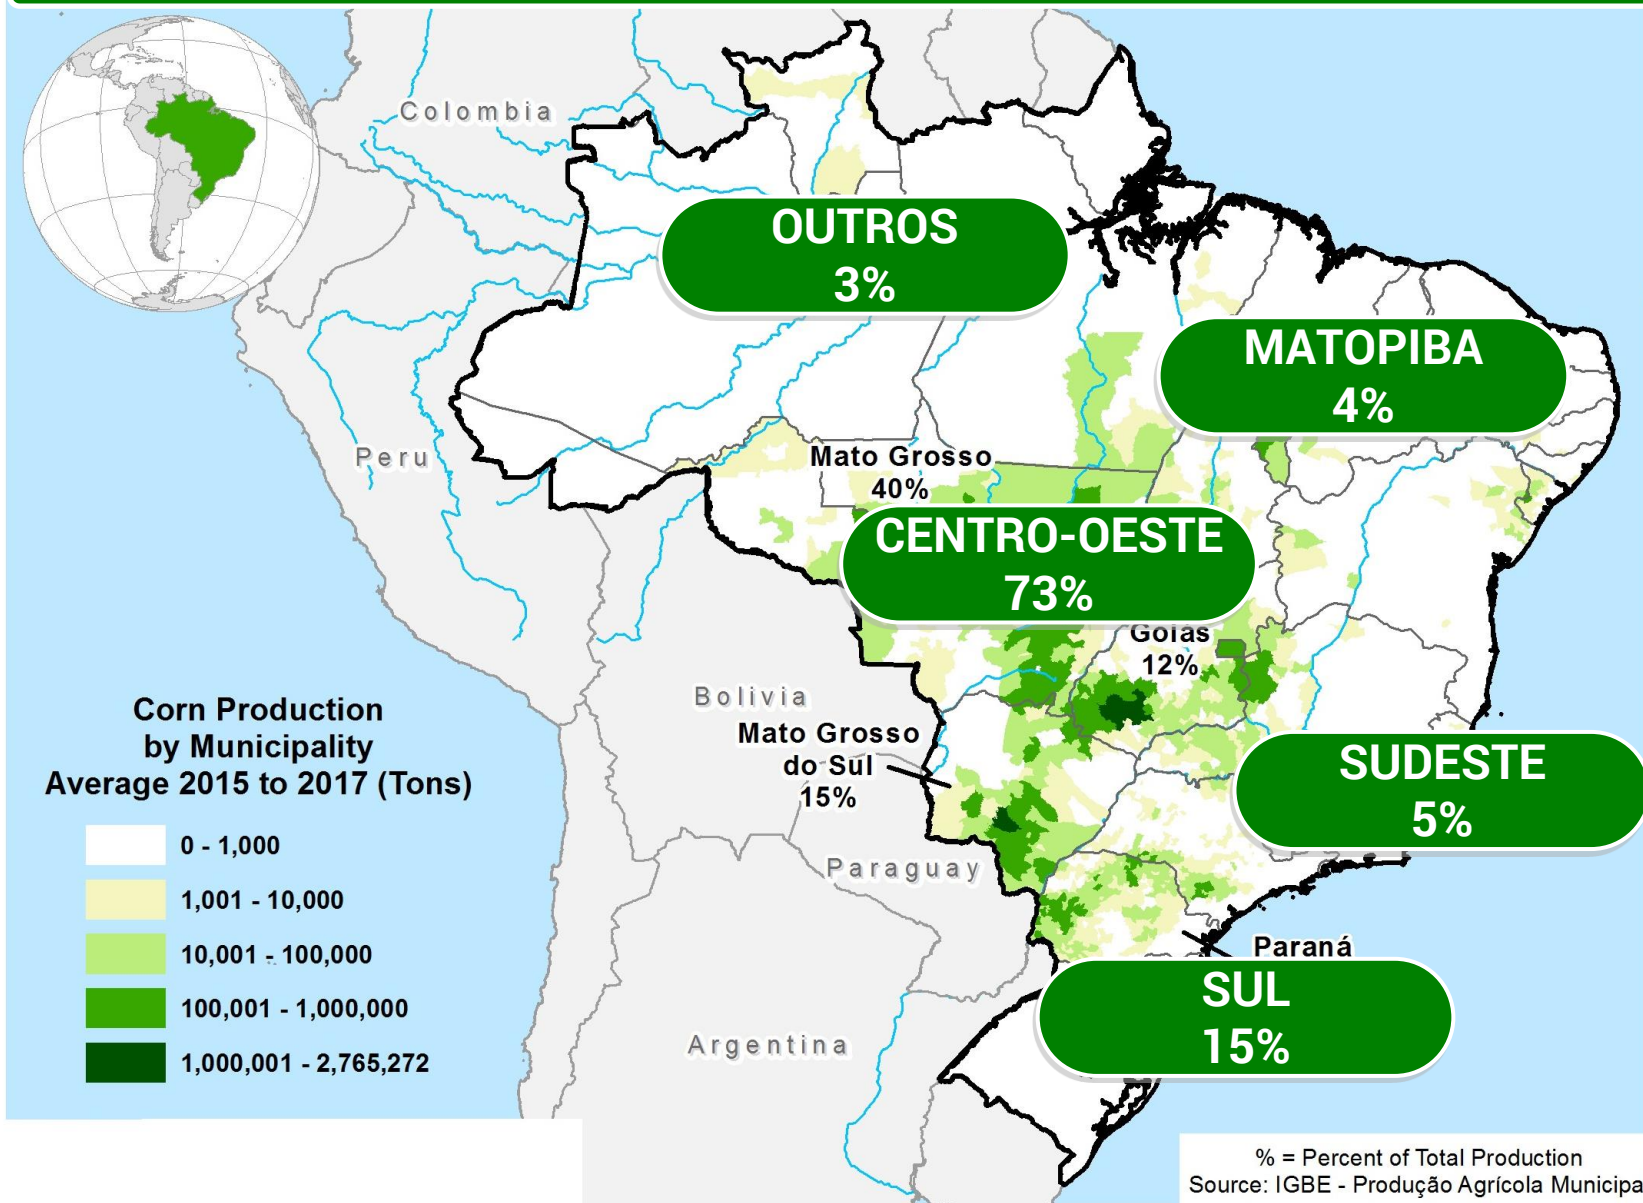 Colombia
OUTROS
3%
MATOPIBA
4%
Peru
Mato Grosso
40%
CENTRO-OESTE
73%
Goiás
12%
Bolivia
Mato Grosso
do Sul
15%
SUDESTE
5%
Paraguay
Paraná
SUL
15%
Argentina
Corn Production
by Municipality
Average 2015 to 2017 (Tons)
0 - 1,000
1,001 - 10,000
10,001 - 100,000
100,001 - 1,000,000
1,000,001 - 2,765,272
% = Percent of Total Production
Source: IGBE - Produção Agrícola Municipa